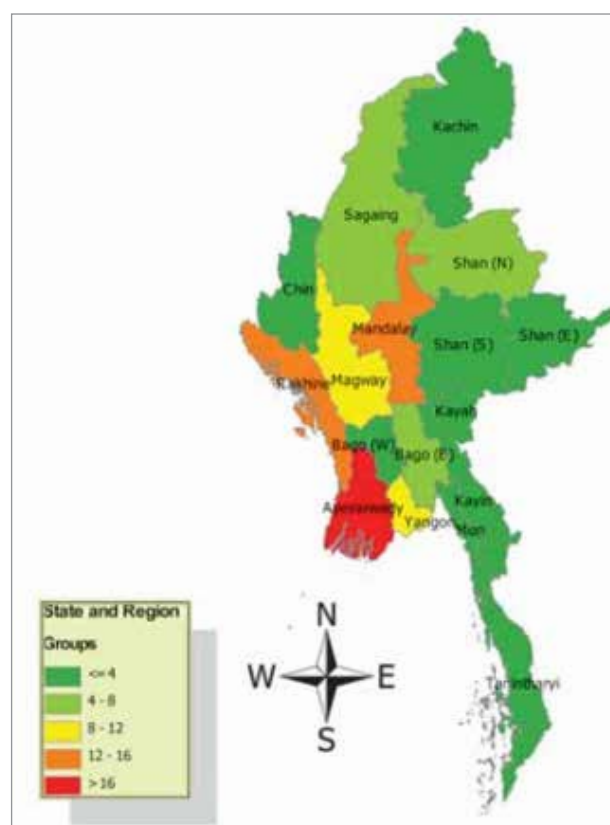 Kachin
Sagaing
Shan (N)
Chin
Mandalay
Shan (S)
Shan (E)
Rakhine
Magway
Kayah
Bago (W)
Bago (E)
Ayeyarwady
Yangon
Kayin
Mon
Tanintharyi
State and Region
Groups
<= 4
4 - 8
8 - 12
12 - 16
>16
N
W E
S